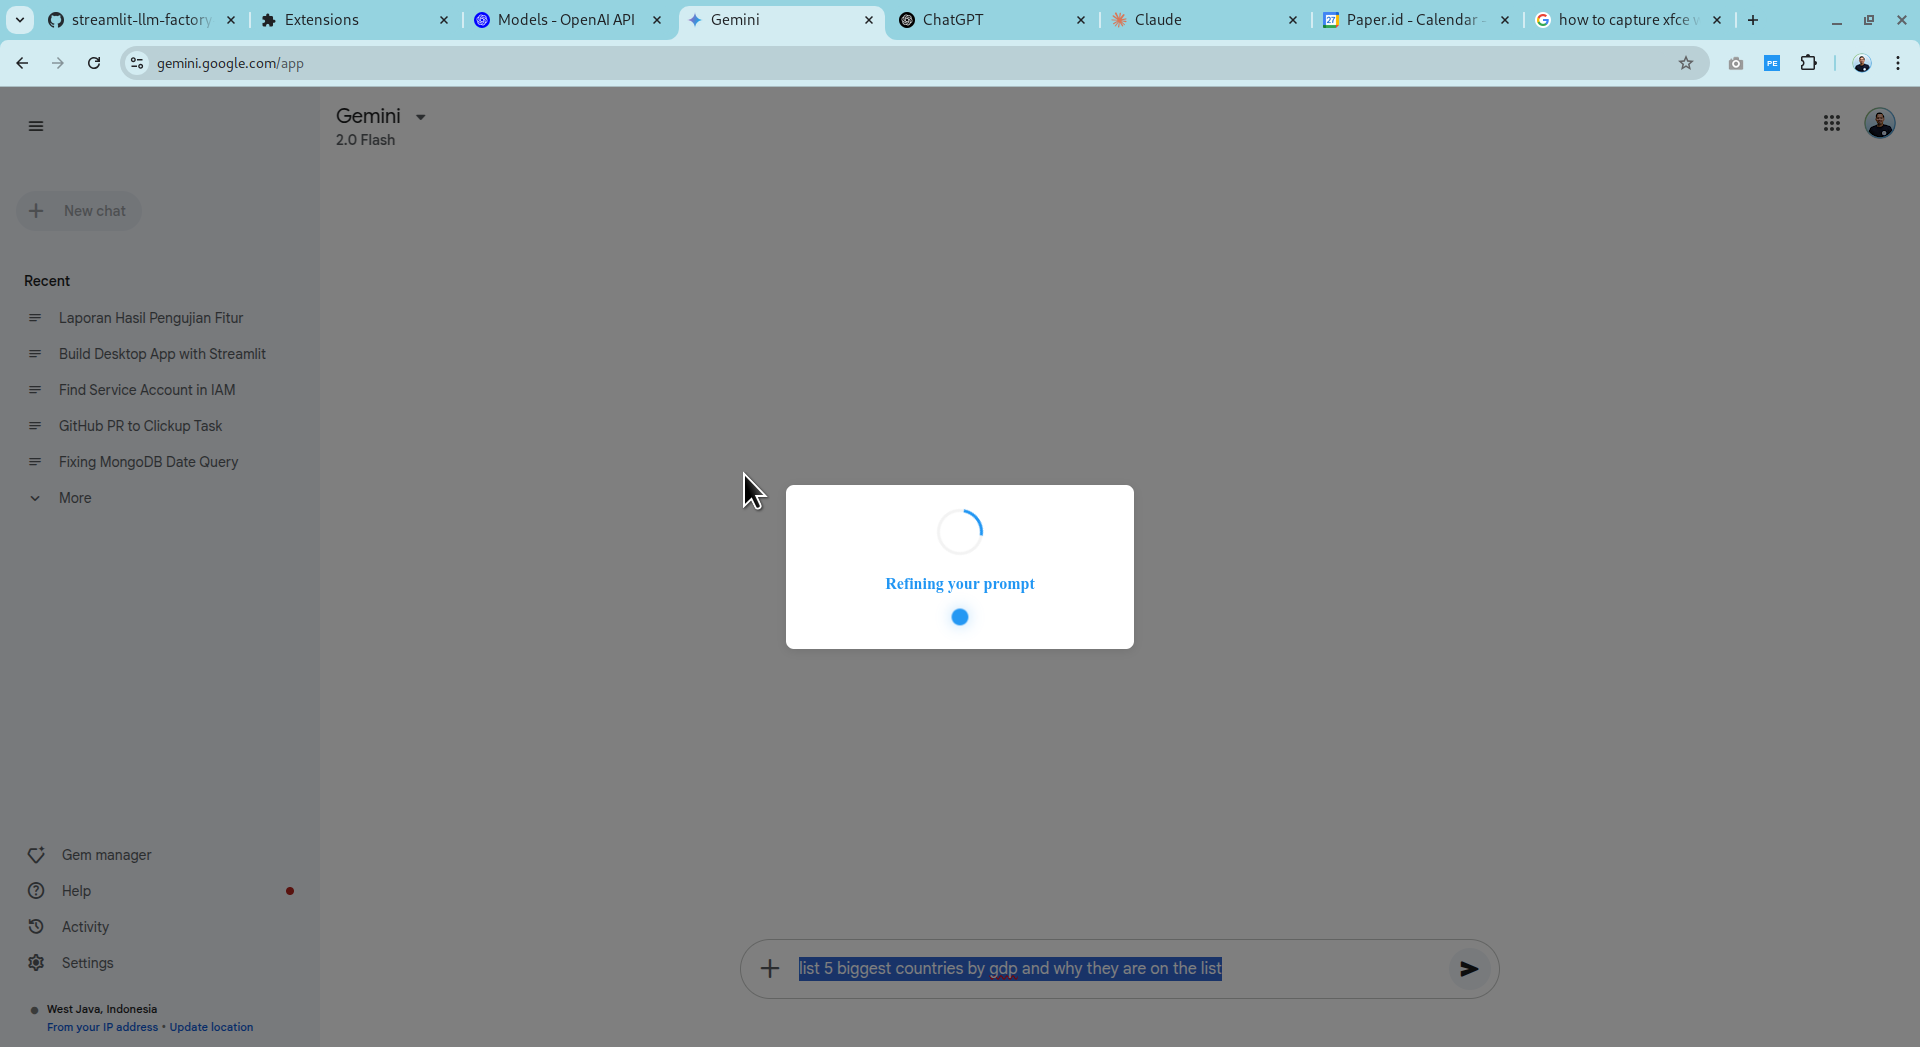 streamlit-llm-factory
Extensions
Models - OpenAI API
Gemini
ChatGPT
Claude
Paper.id - Calendar -
how to capture xfce w
27
gemini.google.com/app
PE
Gemini
2.0 Flash
New chat
Recent
Laporan Hasil Pengujian Fitur
Build Desktop App with Streamlit
Find Service Account in IAM
GitHub PR to Clickup Task
Fixing MongoDB Date Query
More
Refining your prompt
Gem manager
Help
Activity
Settings
list 5 biggest countries by gdp and why they are on the list
West Java, Indonesia
From your IP address • Update location